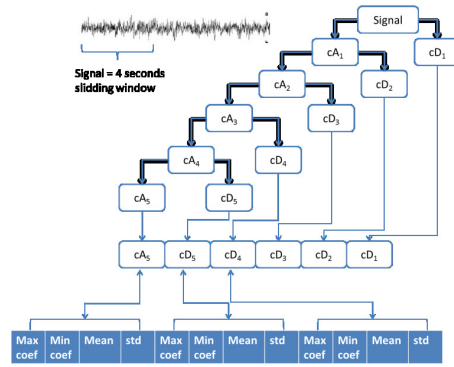 Signal
cA₁ cD₁
Signal = 4 seconds
slidding window
cA₂ cD₂
cA₃ cD₃
cA₄ cD₄
cA₅ cD₅
cA₅ cD₅ cD₄ cD₃ cD₂ cD₁
Max Min Mean std Max Min Mean std Max Min Mean std
coef coef coef coef coef coef